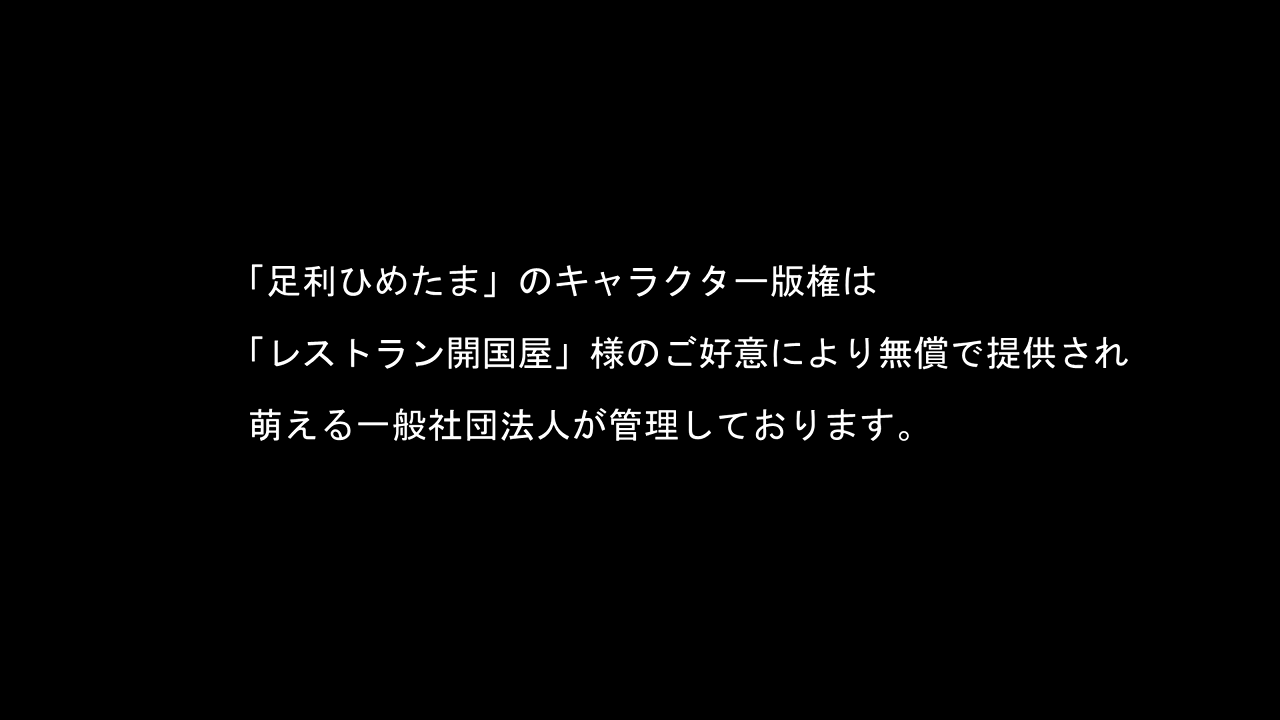 「足利ひめたま」のキャラクター版権は
「レストラン開国屋」様のご好意により無償で提供され
萌える一般社団法人が管理しております。